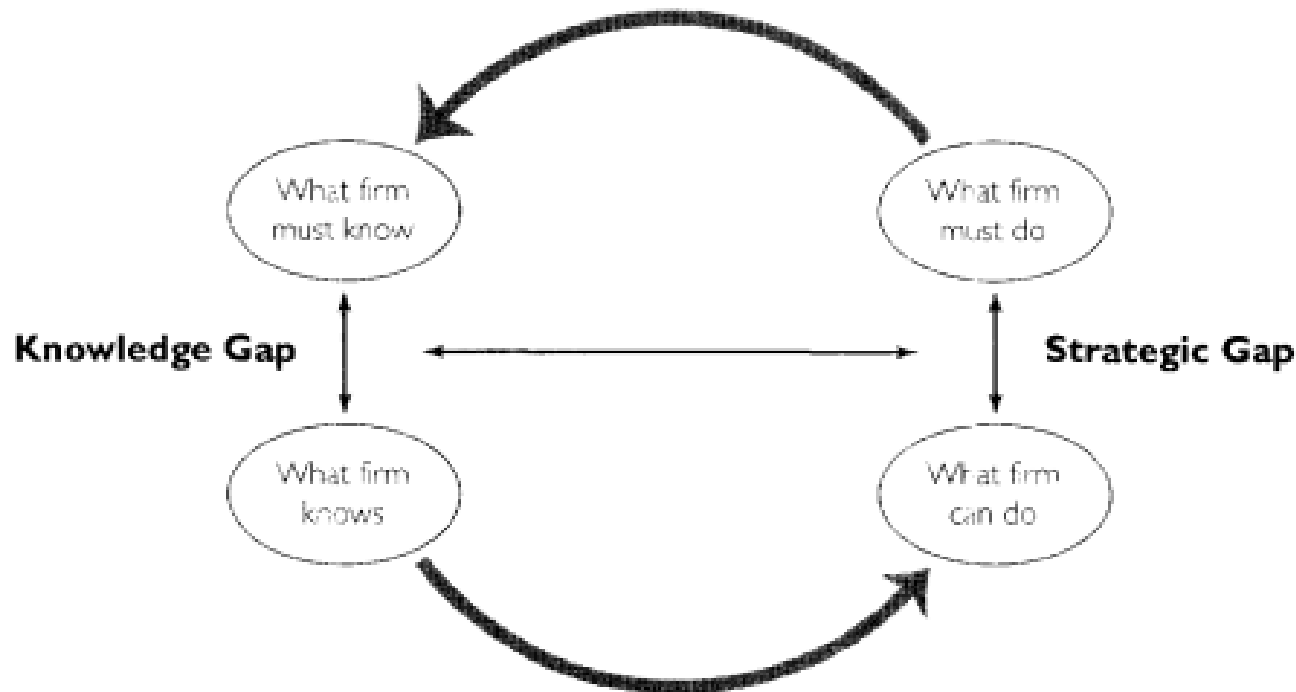 What firm
must know
What firm
must do
Knowledge Gap
Strategic Gap
What firm
knows
What firm
can do